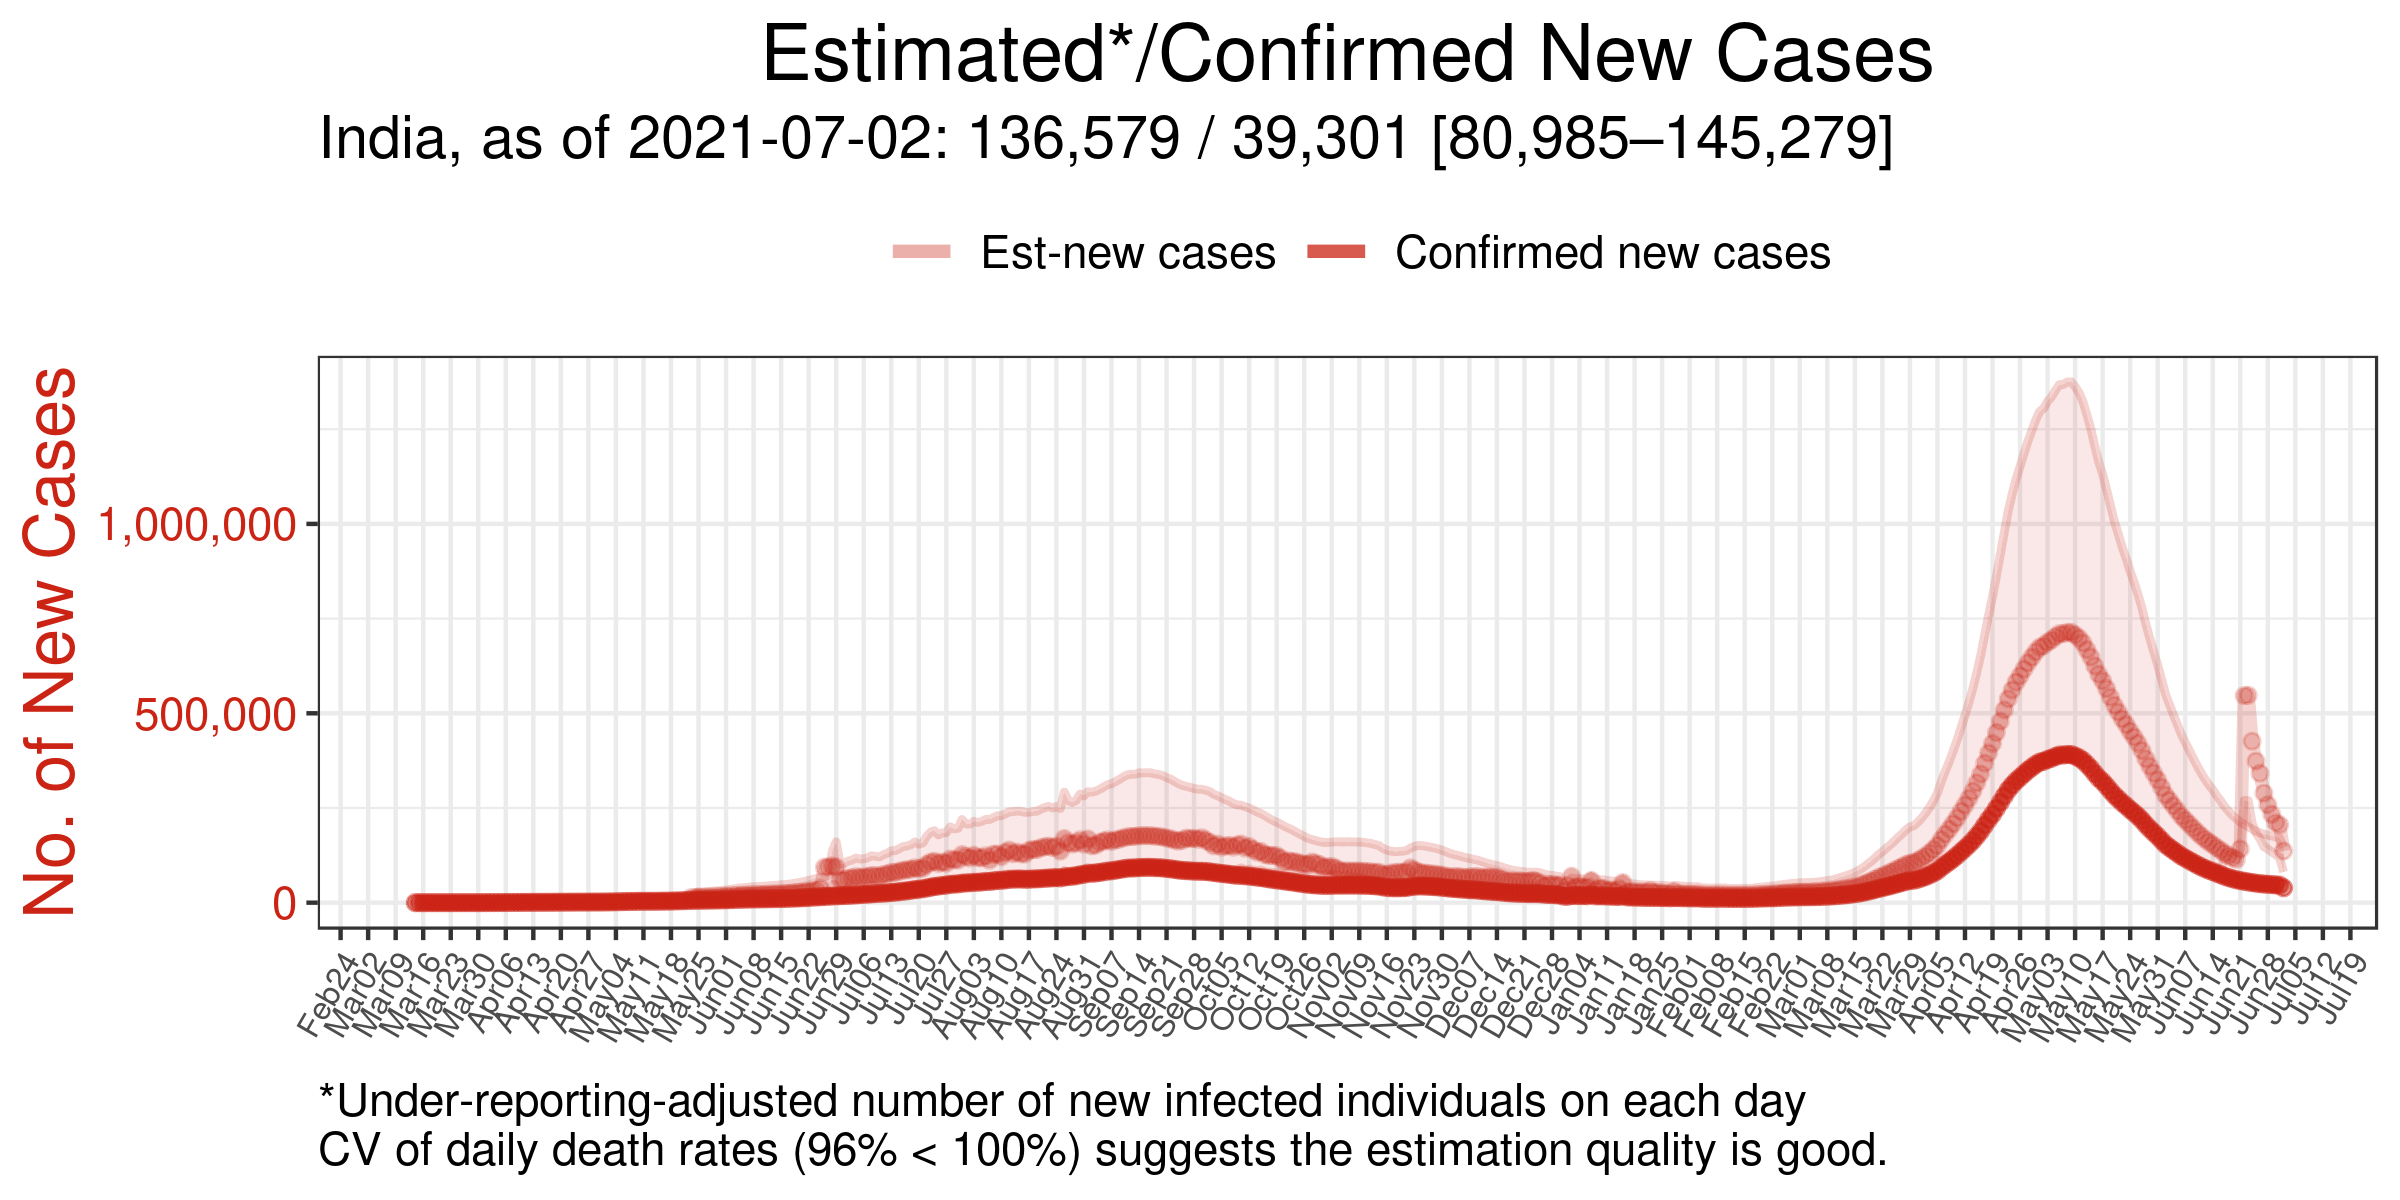 Estimated*/Confirmed New Cases
India, as of 2021-07-02: 136,579 / 39,301 [80,985–145,279]
Est-new cases
Confirmed new cases
No. of New Cases
1,000,000
500,000
0
Feb24
Mar02
Mar09
Mar16
Mar23
Mar30
Apr06
Apr13
Apr20
Apr27
May04
May11
May18
May25
Jun01
Jun08
Jun15
Jun22
Jun29
Jul06
Jul13
Jul20
Jul27
Aug03
Aug10
Aug17
Aug24
Aug31
Sep07
Sep14
Sep21
Sep28
Oct05
Oct12
Oct19
Oct26
Nov02
Nov09
Nov16
Nov23
Nov30
Dec07
Dec14
Dec21
Dec28
Jan04
Jan11
Jan18
Jan25
Feb01
Feb08
Feb15
Feb22
Mar01
Mar08
Mar15
Mar22
Mar29
Apr05
Apr12
Apr19
Apr26
May03
May10
May17
May24
May31
Jun07
Jun14
Jun21
Jun28
Jul05
Jul12
Jul19
*Under-reporting-adjusted number of new infected individuals on each day
CV of daily death rates (96% < 100%) suggests the estimation quality is good.